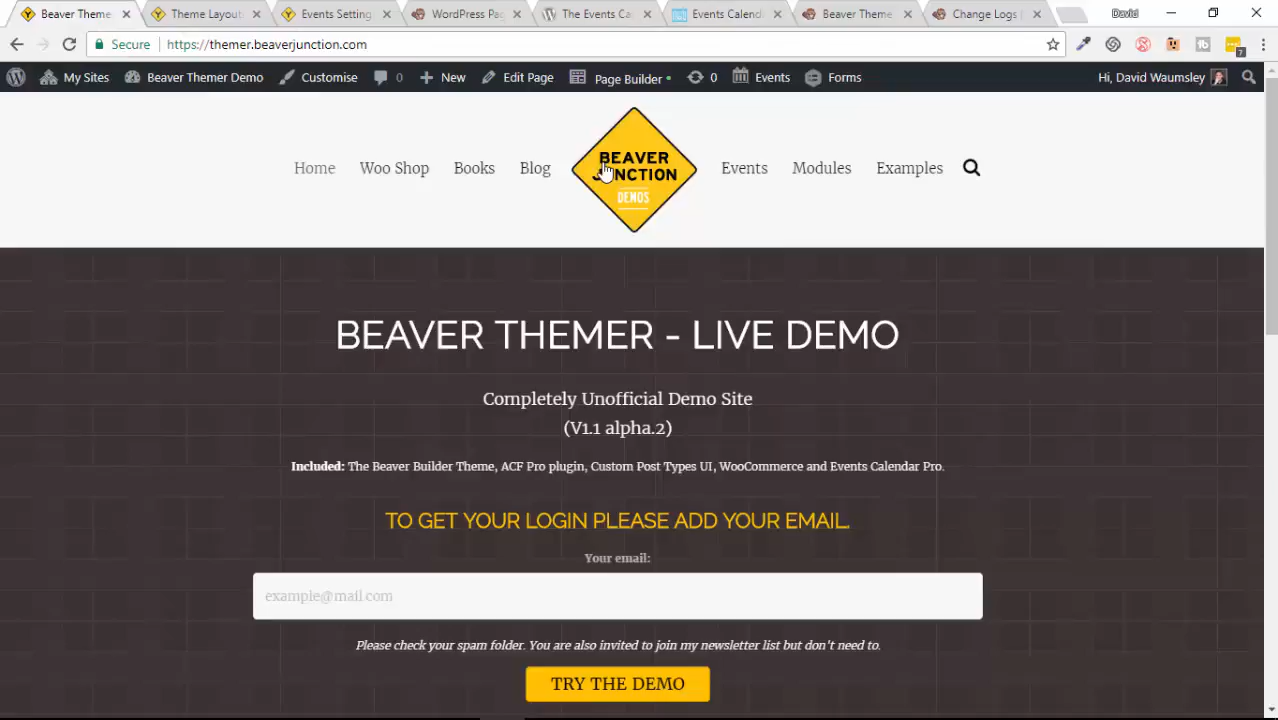 Beaver Theme
Theme Layou
Events Setting
WordPress Pag
The Events Ca
Events Calend
Beaver Theme
Change Logs
David
Secure
https://themer.beaverjunction.com
7
My Sites
Beaver Themer Demo
Customise
0
New
Edit Page
Page Builder
0
Events
Forms
Hi, David Waumsley
Home
Woo Shop
Books
Blog
BEAVER
JUNCTION
DEMOS
Events
Modules
Examples
BEAVER THEMER - LIVE DEMO
Completely Unofficial Demo Site
(V1.1 alpha.2)
Included: The Beaver Builder Theme, ACF Pro plugin, Custom Post Types UI, WooCommerce and Events Calendar Pro.
TO GET YOUR LOGIN PLEASE ADD YOUR EMAIL.
Your email:
example@mail.com
Please check your spam folder. You are also invited to join my newsletter list but don't need to.
TRY THE DEMO